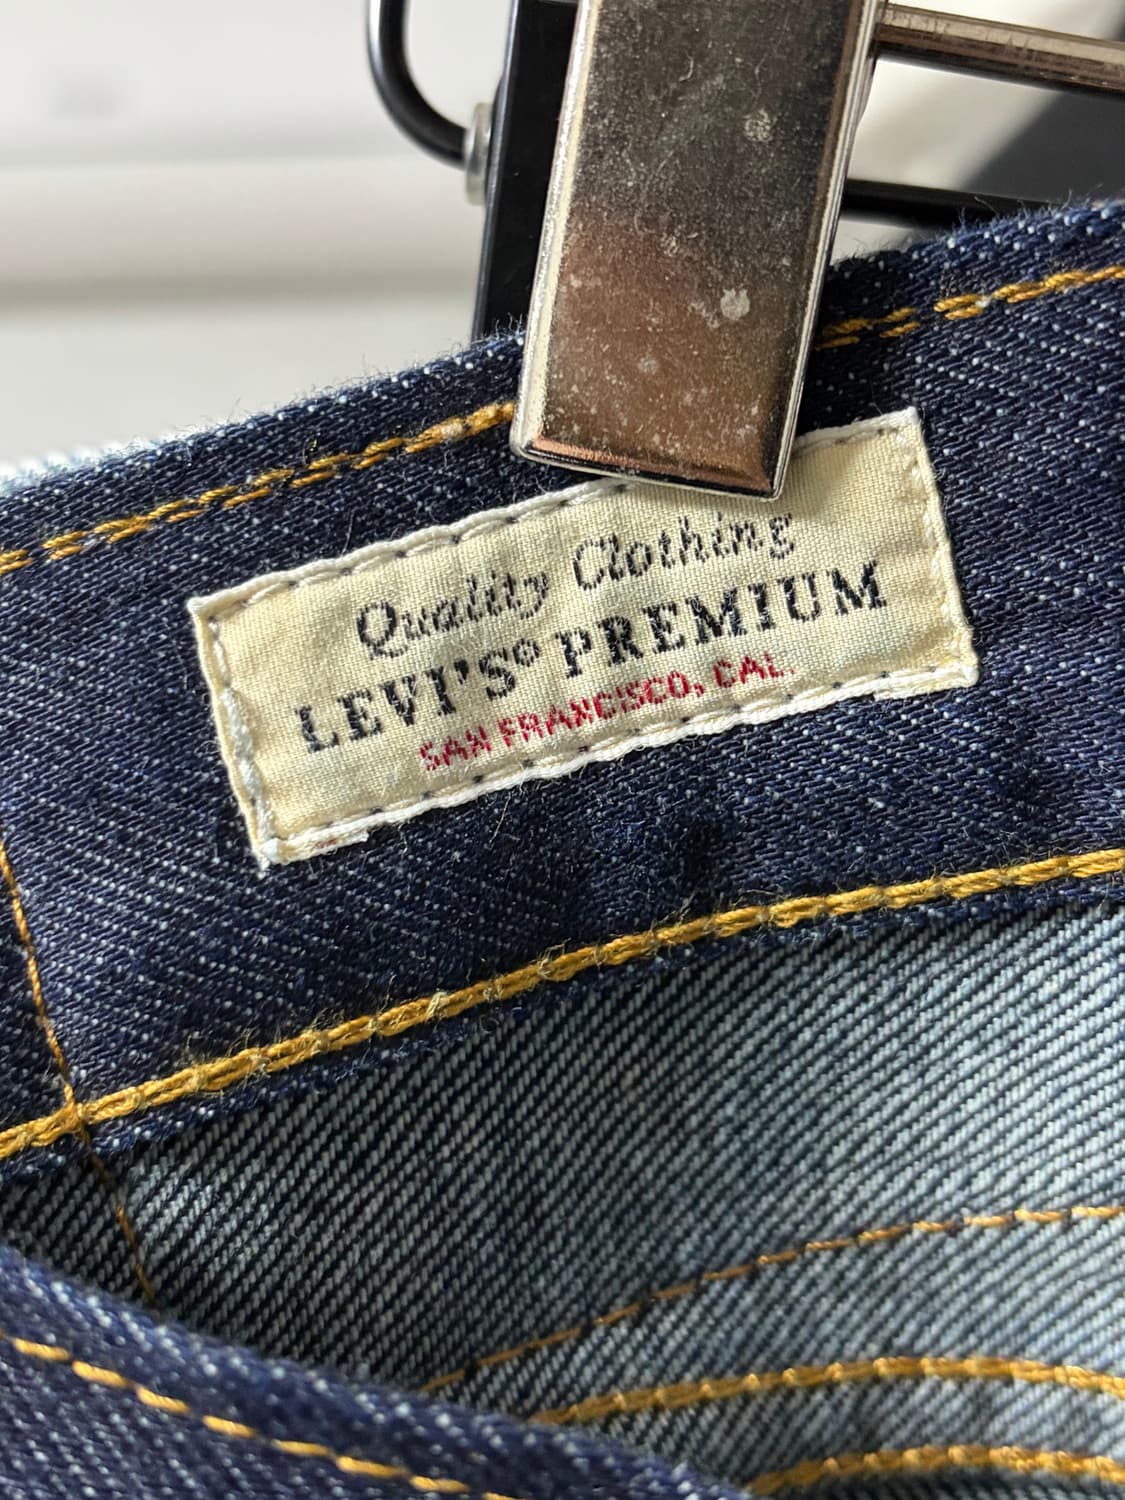 Quality Clothing
LEVI'S® PREMIUM
SAN FRANCISCO, CAL.